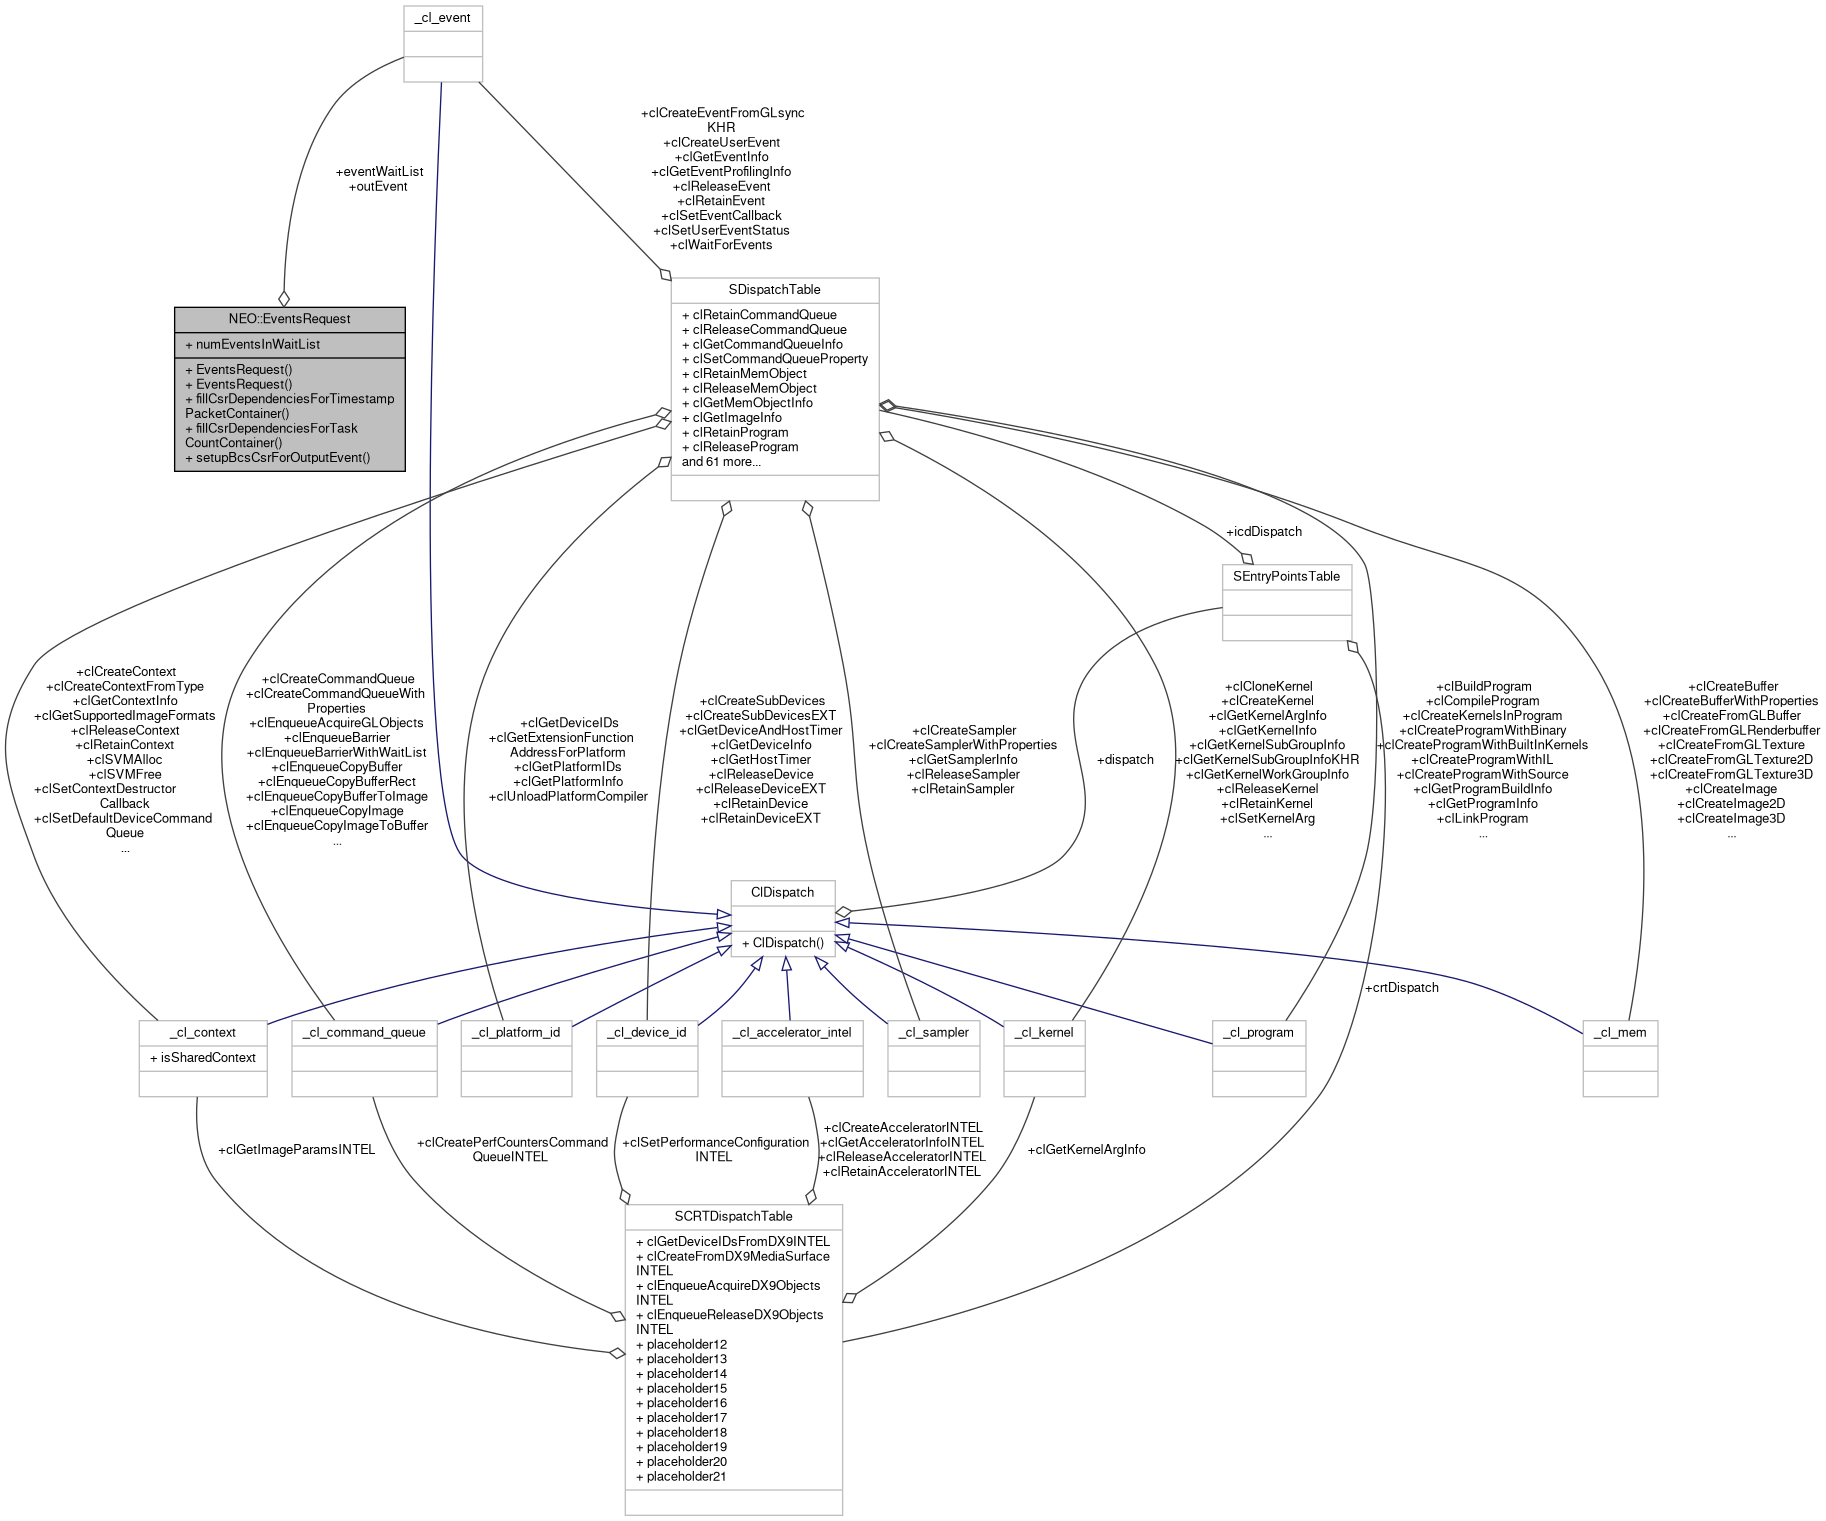 _cl_event
+eventWaitList
+outEvent
+clCreateEventFromGLsync
KHR
+clCreateUserEvent
+clGetEventInfo
+clGetEventProfilingInfo
+clReleaseEvent
+clRetainEvent
+clSetEventCallback
+clSetUserEventStatus
+clWaitForEvents
NEO::EventsRequest
+ numEventsInWaitList
+ EventsRequest()
+ EventsRequest()
+ fillCsrDependenciesForTimestamp
PacketContainer()
+ fillCsrDependenciesForTask
CountContainer()
+ setupBcsCsrForOutputEvent()
SDispatchTable
+ clRetainCommandQueue
+ clReleaseCommandQueue
+ clGetCommandQueueInfo
+ clSetCommandQueueProperty
+ clRetainMemObject
+ clReleaseMemObject
+ clGetMemObjectInfo
+ clGetImageInfo
+ clRetainProgram
+ clReleaseProgram
and 61 more...
+icdDispatch
SEntryPointsTable
+clCreateContext
+clCreateContextFromType
+clGetContextInfo
+clGetSupportedImageFormats
+clReleaseContext
+clRetainContext
+clSVMAlloc
+clSVMFree
+clSetContextDestructor
Callback
+clSetDefaultDeviceCommand
Queue
...
+clCreateCommandQueue
+clCreateCommandQueueWith
Properties
+clEnqueueAcquireGLObjects
+clEnqueueBarrier
+clEnqueueBarrierWithWaitList
+clEnqueueCopyBuffer
+clEnqueueCopyBufferRect
+clEnqueueCopyBufferToImage
+clEnqueueCopyImage
+clEnqueueCopyImageToBuffer
...
+clGetDeviceIDs
+clGetExtensionFunction
AddressForPlatform
+clGetPlatformIDs
+clGetPlatformInfo
+clUnloadPlatformCompiler
+clCreateSubDevices
+clCreateSubDevicesEXT
+clGetDeviceAndHostTimer
+clGetDeviceInfo
+clGetHostTimer
+clReleaseDevice
+clReleaseDeviceEXT
+clRetainDevice
+clRetainDeviceEXT
+clCreateSampler
+clCreateSamplerWithProperties
+clGetSamplerInfo
+clReleaseSampler
+clRetainSampler
+dispatch
+clCloneKernel
+clCreateKernel
+clGetKernelArgInfo
+clGetKernelInfo
+clGetKernelSubGroupInfo
+clGetKernelSubGroupInfoKHR
+clGetKernelWorkGroupInfo
+clReleaseKernel
+clRetainKernel
+clSetKernelArg
...
+clBuildProgram
+clCompileProgram
+clCreateKernelsInProgram
+clCreateProgramWithBinary
+clCreateProgramWithBuiltInKernels
+clCreateProgramWithIL
+clCreateProgramWithSource
+clGetProgramBuildInfo
+clGetProgramInfo
+clLinkProgram
...
+clCreateBuffer
+clCreateBufferWithProperties
+clCreateFromGLBuffer
+clCreateFromGLRenderbuffer
+clCreateFromGLTexture
+clCreateFromGLTexture2D
+clCreateFromGLTexture3D
+clCreateImage
+clCreateImage2D
+clCreateImage3D
...
ClDispatch
+ ClDispatch()
+crtDispatch
_cl_context
+ isSharedContext
_cl_command_queue
_cl_platform_id
_cl_device_id
_cl_accelerator_intel
_cl_sampler
_cl_kernel
_cl_program
_cl_mem
+clGetImageParamsINTEL
+clCreatePerfCountersCommand
QueueINTEL
+clSetPerformanceConfiguration
INTEL
+clCreateAcceleratorINTEL
+clGetAcceleratorInfoINTEL
+clReleaseAcceleratorINTEL
+clRetainAcceleratorINTEL
+clGetKernelArgInfo
SCRTDispatchTable
+ clGetDeviceIDsFromDX9INTEL
+ clCreateFromDX9MediaSurface
INTEL
+ clEnqueueAcquireDX9Objects
INTEL
+ clEnqueueReleaseDX9Objects
INTEL
+ placeholder12
+ placeholder13
+ placeholder14
+ placeholder15
+ placeholder16
+ placeholder17
+ placeholder18
+ placeholder19
+ placeholder20
+ placeholder21